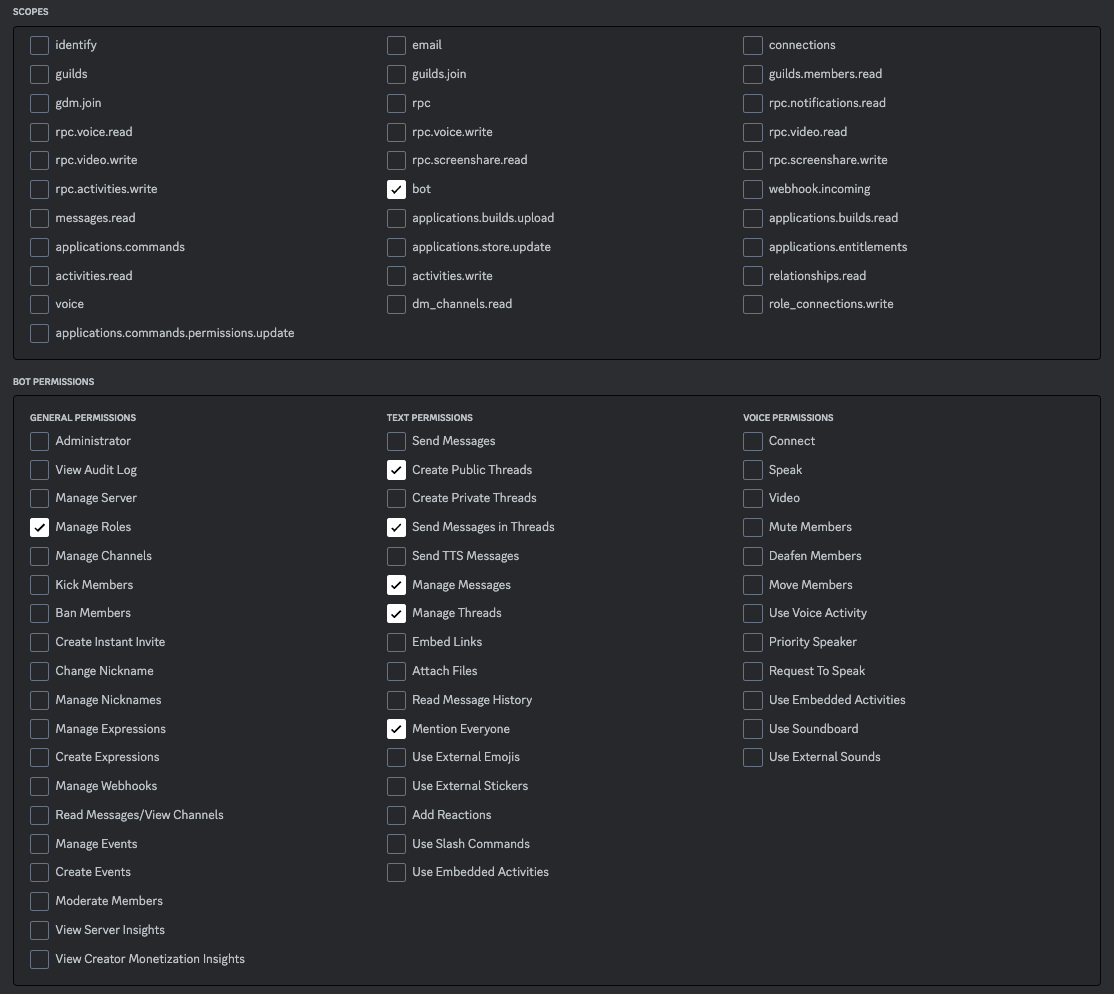 SCOPES
identify
email
connections
guilds
guilds.join
guilds.members.read
gdm.join
rpc
rpc.notifications.read
rpc.voice.read
rpc.voice.write
rpc.video.read
rpc.video.write
rpc.screenshare.read
rpc.screenshare.write
rpc.activities.write
bot
webhook.incoming
messages.read
applications.builds.upload
applications.builds.read
applications.commands
applications.store.update
applications.entitlements
activities.read
activities.write
relationships.read
voice
dm_channels.read
role_connections.write
applications.commands.permissions.update
BOT PERMISSIONS
GENERAL PERMISSIONS
Administrator
View Audit Log
Manage Server
Manage Roles
Manage Channels
Kick Members
Ban Members
Create Instant Invite
Change Nickname
Manage Nicknames
Manage Expressions
Create Expressions
Manage Webhooks
Read Messages/View Channels
Manage Events
Create Events
Moderate Members
View Server Insights
View Creator Monetization Insights
TEXT PERMISSIONS
Send Messages
Create Public Threads
Create Private Threads
Send Messages in Threads
Send TTS Messages
Manage Messages
Manage Threads
Embed Links
Attach Files
Read Message History
Mention Everyone
Use External Emojis
Use External Stickers
Add Reactions
Use Slash Commands
Use Embedded Activities
VOICE PERMISSIONS
Connect
Speak
Video
Mute Members
Deafen Members
Move Members
Use Voice Activity
Priority Speaker
Request To Speak
Use Embedded Activities
Use Soundboard
Use External Sounds